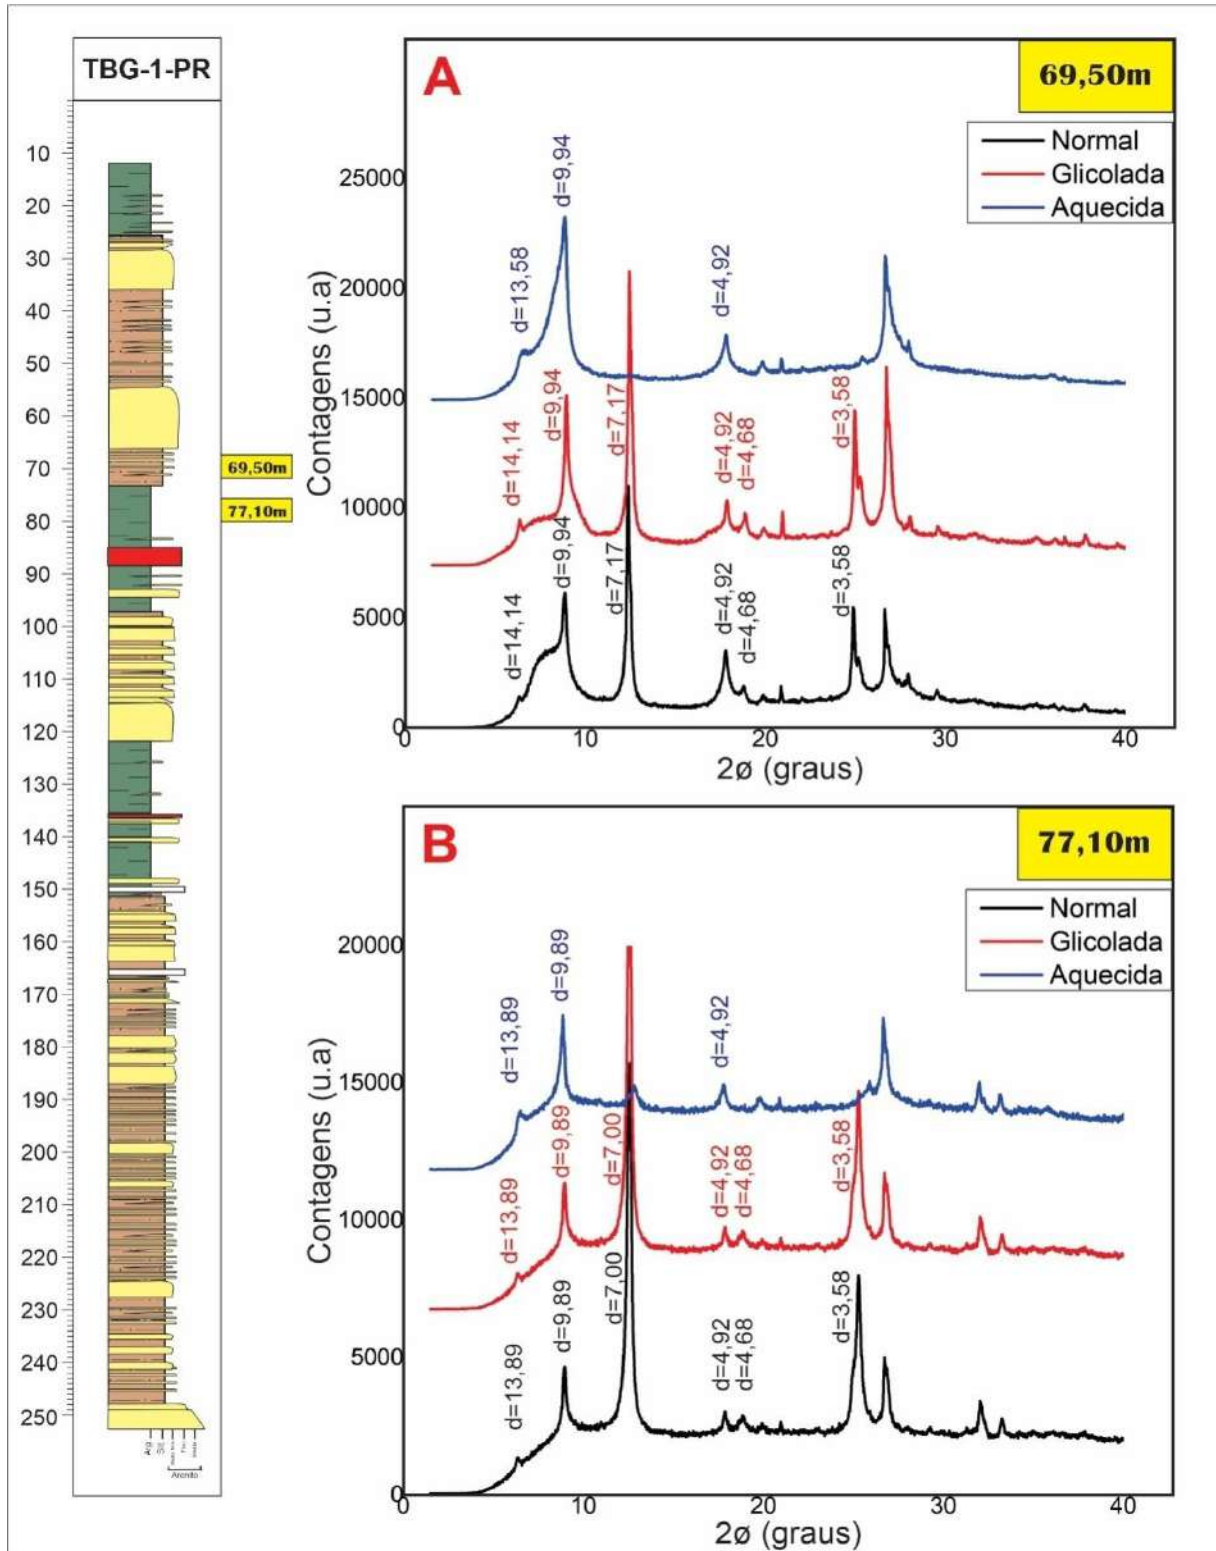 TBG-1-PR
10
20
30
40
50
60
70
80
90
100
110
120
130
140
150
160
170
180
190
200
210
220
230
240
250
Arg
Silt
Fino
Arenito
69,50m
77,10m
A
69,50m
Normal
Glicolada
Aquecida
Contagens (u.a)
25000
20000
15000
10000
5000
0
d=13,58
d=9,94
d=4,92
d=14,14
d=9,94
d=7,17
d=4,92
d=4,68
d=3,58
d=14,14
d=9,94
d=7,17
d=4,92
d=4,68
d=3,58
0 10 20 30 40
2ø (graus)
B
77,10m
Normal
Glicolada
Aquecida
Contagens (u.a)
20000
15000
10000
5000
0
d=13,89
d=9,89
d=4,92
d=13,89
d=9,89
d=7,00
d=4,92
d=4,68
d=3,58
d=13,89
d=9,89
d=7,00
d=4,92
d=4,68
d=3,58
0 10 20 30 40
2ø (graus)